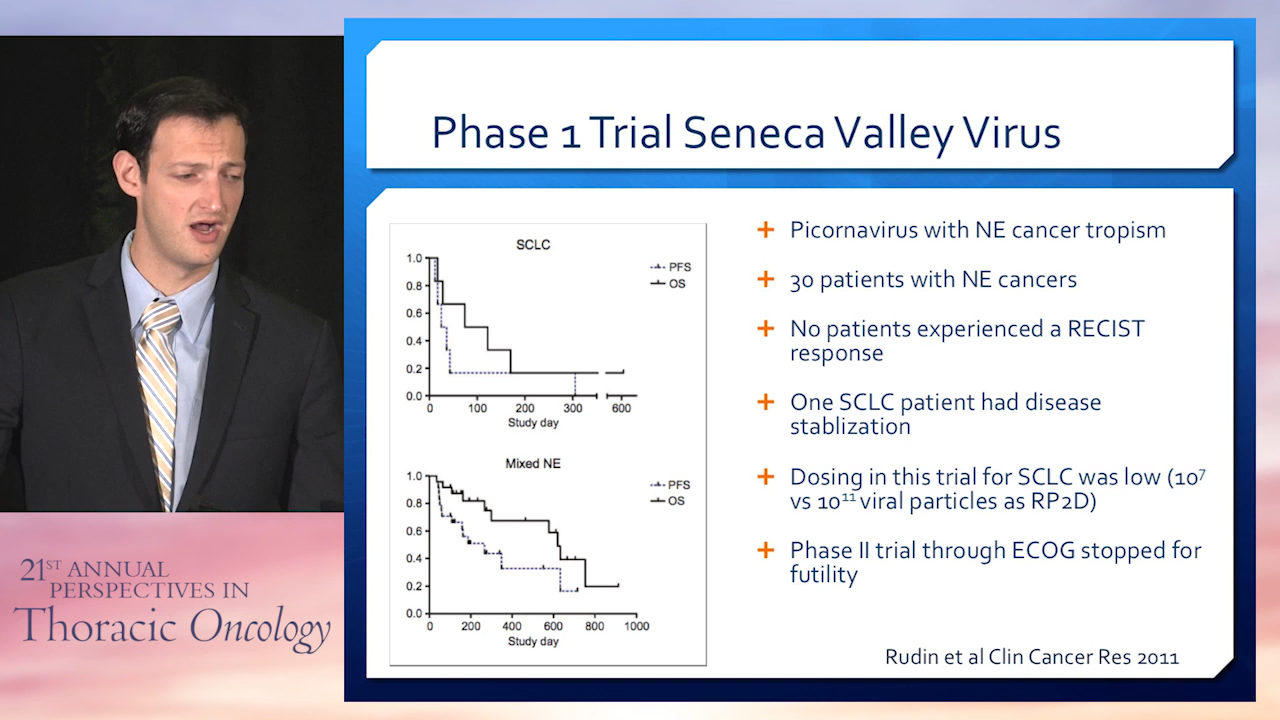 Phase 1 Trial Seneca Valley Virus
SCLC
1.0
0.8
0.6
0.4
0.2
0.0
PFS
OS
0 100 200 300 600
Study day
Mixed NE
1.0
0.8
0.6
0.4
0.2
0.0
PFS
OS
0 200 400 600 800 1000
Study day
Picornavirus with NE cancer tropism
30 patients with NE cancers
No patients experienced a RECIST
response
One SCLC patient had disease
stablization
Dosing in this trial for SCLC was low (10⁷
vs 10¹¹ viral particles as RP2D)
Phase II trial through ECOG stopped for
futility
Rudin et al Clin Cancer Res 2011
21ST ANNUAL
PERSPECTIVES IN
Thoracic Oncology